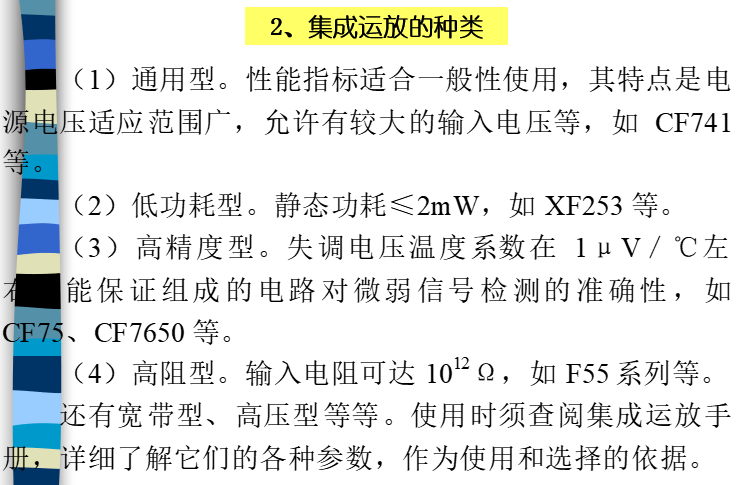 2、集成运放的种类
（1）通用型。性能指标适合一般性使用，其特点是电
源电压适应范围广，允许有较大的输入电压等，如 CF741
等。
（2）低功耗型。静态功耗≤2mW，如 XF253 等。
（3）高精度型。失调电压温度系数在 1μV／℃左
右 能保证组成的电路对微弱信号检测的准确性，如
CF75、CF7650 等。
（4）高阻型。输入电阻可达 10¹²Ω，如 F55 系列等。
还有宽带型、高压型等等。使用时须查阅集成运放手
册，详细了解它们的各种参数，作为使用和选择的依据。